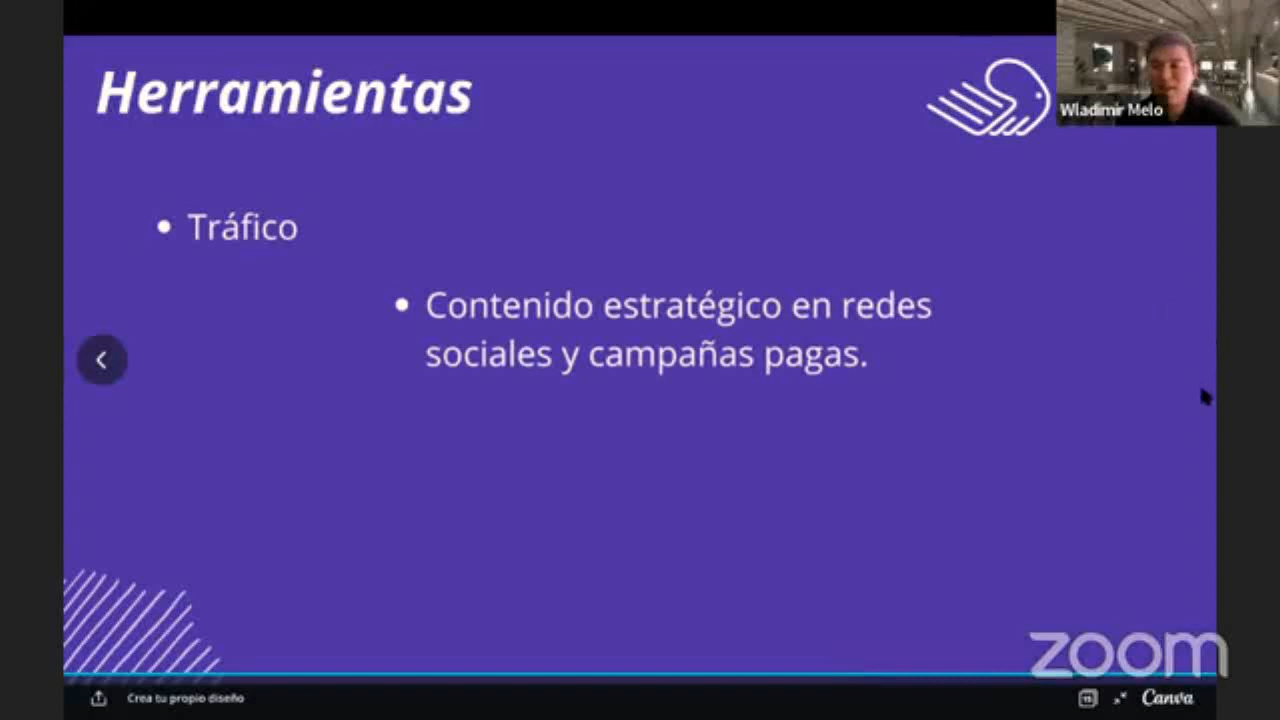 Herramientas
Wladimir Melo
• Tráfico
• Contenido estratégico en redes
sociales y campañas pagas.
zoom
Crea tu propio diseño
Canva